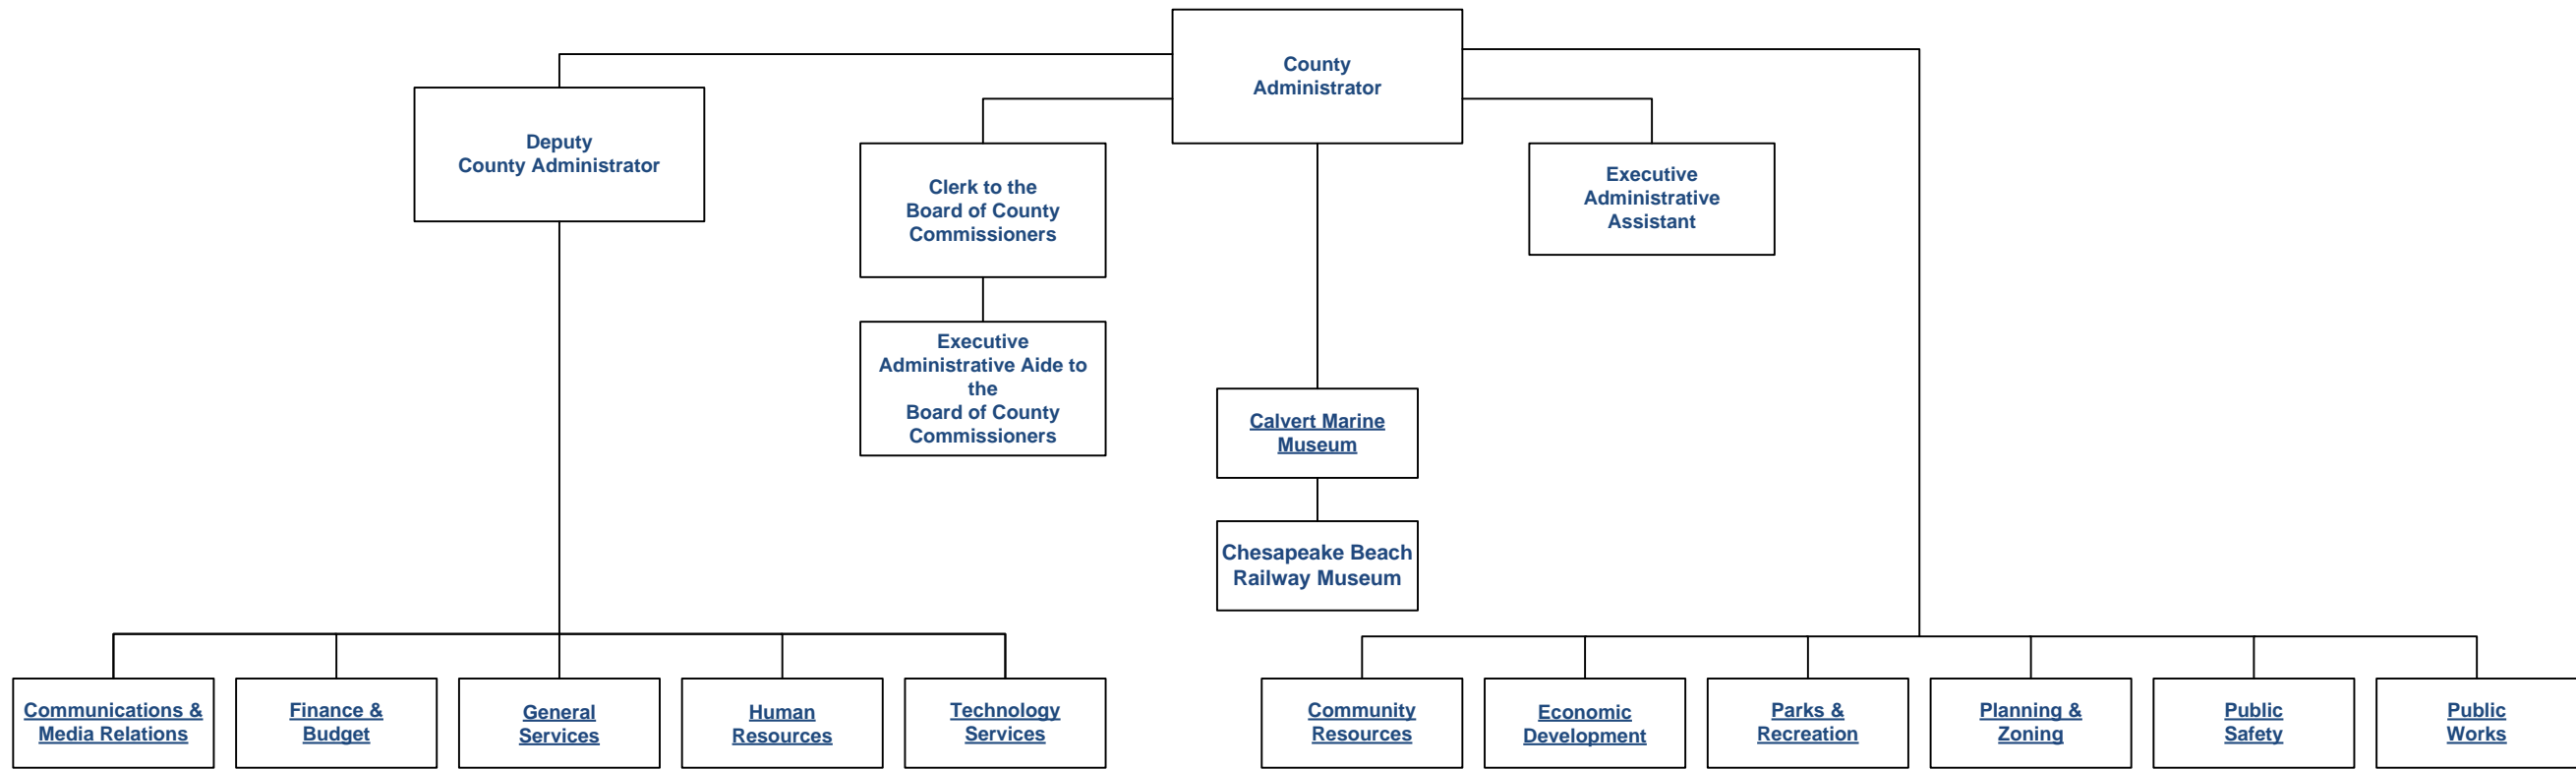 County
Administrator
Deputy
County Administrator
Clerk to the
Board of County
Commissioners
Executive
Administrative
Assistant
Executive
Administrative Aide to
the
Board of County
Commissioners
Calvert Marine
Museum
Chesapeake Beach
Railway Museum
Communications &
Media Relations
Finance &
Budget
General
Services
Human
Resources
Technology
Services
Community
Resources
Economic
Development
Parks &
Recreation
Planning &
Zoning
Public
Safety
Public
Works